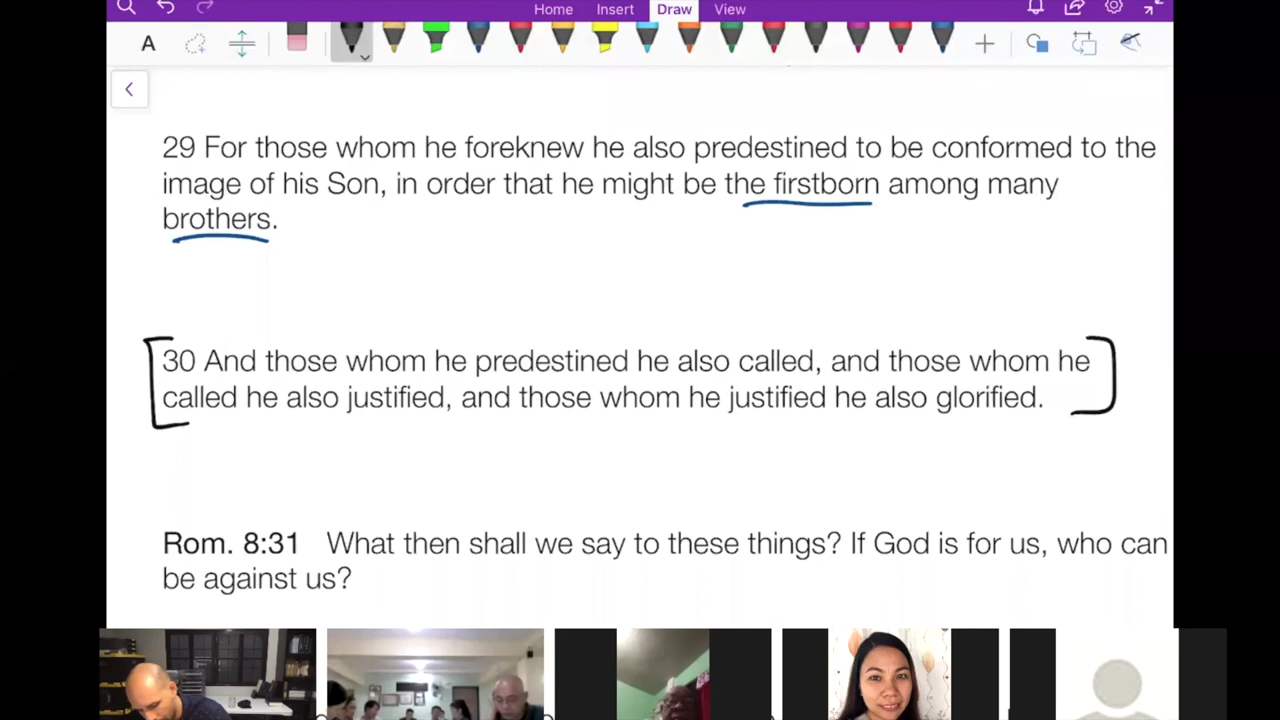 Home Insert Draw View
A
29 For those whom he foreknew he also predestined to be conformed to the
image of his Son, in order that he might be the firstborn among many
brothers.
30 And those whom he predestined he also called, and those whom he
called he also justified, and those whom he justified he also glorified.
Rom. 8:31 What then shall we say to these things? If God is for us, who can
be against us?